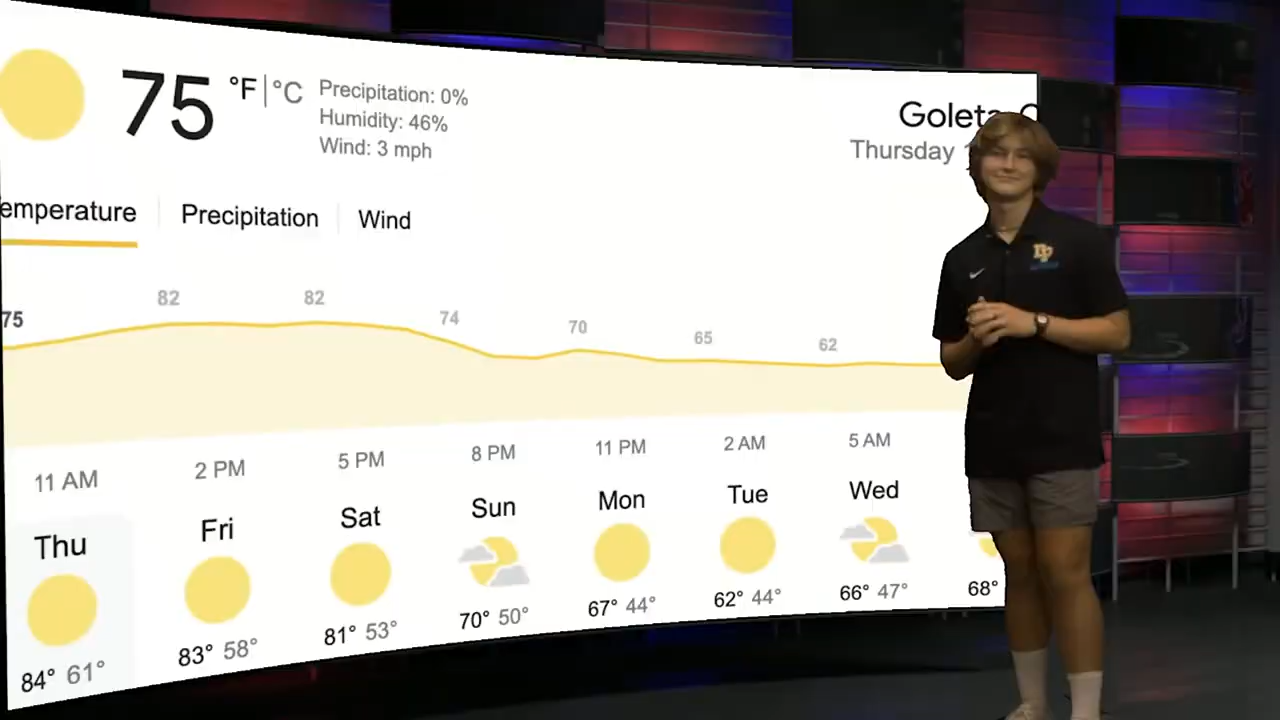 75 °F|°C
Precipitation: 0%
Humidity: 46%
Wind: 3 mph
Thursday
emperature
Precipitation
Wind
75 82 82 74 70 65 62
11 AM 2 PM 5 PM 8 PM 11 PM 2 AM 5 AM
Thu Fri Sat Sun Mon Tue Wed
84° 61° 83° 58° 81° 53° 70° 50° 67° 44° 62° 44° 66° 47° 68°
DP